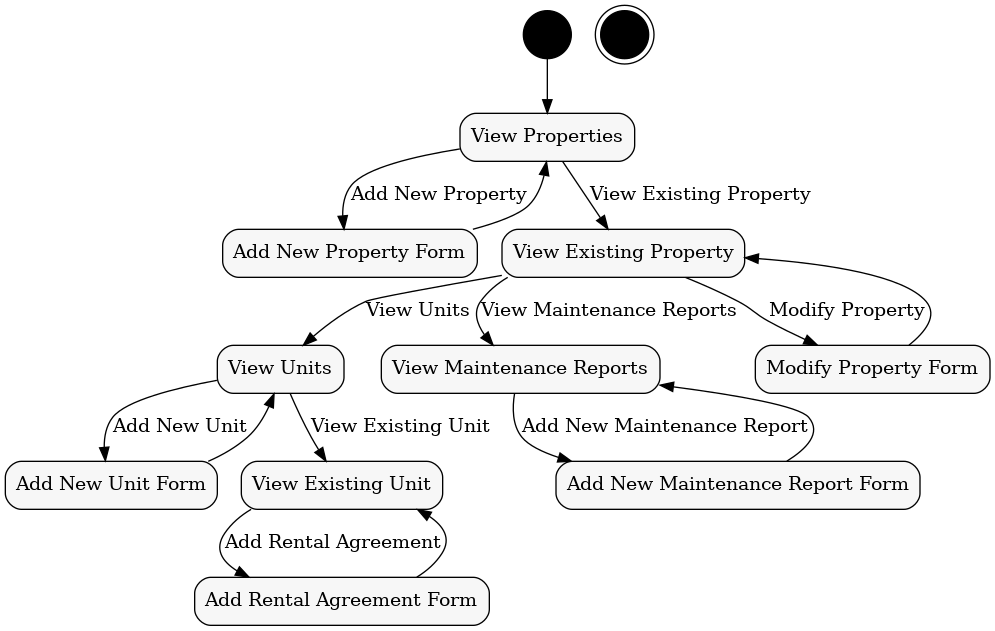 View Properties
Add New Property
View Existing Property
Add New Property Form
View Existing Property
View Units
View Maintenance Reports
Modify Property
View Units
View Maintenance Reports
Modify Property Form
Add New Unit
View Existing Unit
Add New Maintenance Report
Add New Unit Form
View Existing Unit
Add New Maintenance Report Form
Add Rental Agreement
Add Rental Agreement Form